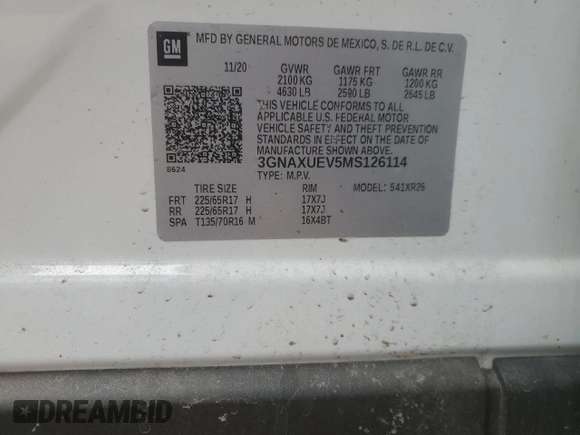 GM
MFD BY GENERAL MOTORS DE MEXICO, S. DE R.L. DE C.V.
11/20 GVWR GAWR FRT GAWR RR
2100 KG 1175 KG 1200 KG
4630 LB 2590 LB 2645 LB
THIS VEHICLE CONFORMS TO ALL
APPLICABLE U.S. FEDERAL MOTOR
VEHICLE SAFETY AND THEFT PREVENTION
STANDARDS IN EFFECT ON THE DATE OF
MANUFACTURE SHOWN ABOVE.
8624
3GNAXUEV5MS126114
TYPE: M.P.V. MODEL: 541XR26
TIRE SIZE RIM
FRT 225/65R17 H 17X7J
RR 225/65R17 H 17X7J
SPA T135/70R16 M 16X4BT
DREAMBID